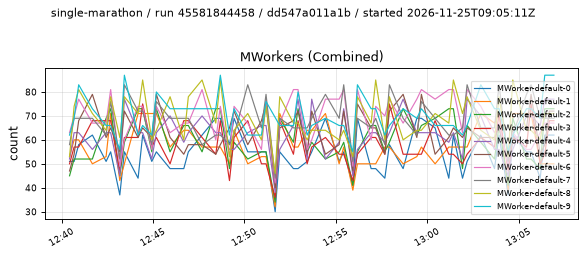 single-marathon / run 45581844458 / dd547a011a1b / started 2026-11-25T09:05:11Z
MWorkers (Combined)
count
80
70
60
50
40
30
12:40
12:45
12:50
12:55
13:00
13:05
MWorker-default-0
MWorker-default-1
MWorker-default-2
MWorker-default-3
MWorker-default-4
MWorker-default-5
MWorker-default-6
MWorker-default-7
MWorker-default-8
MWorker-default-9